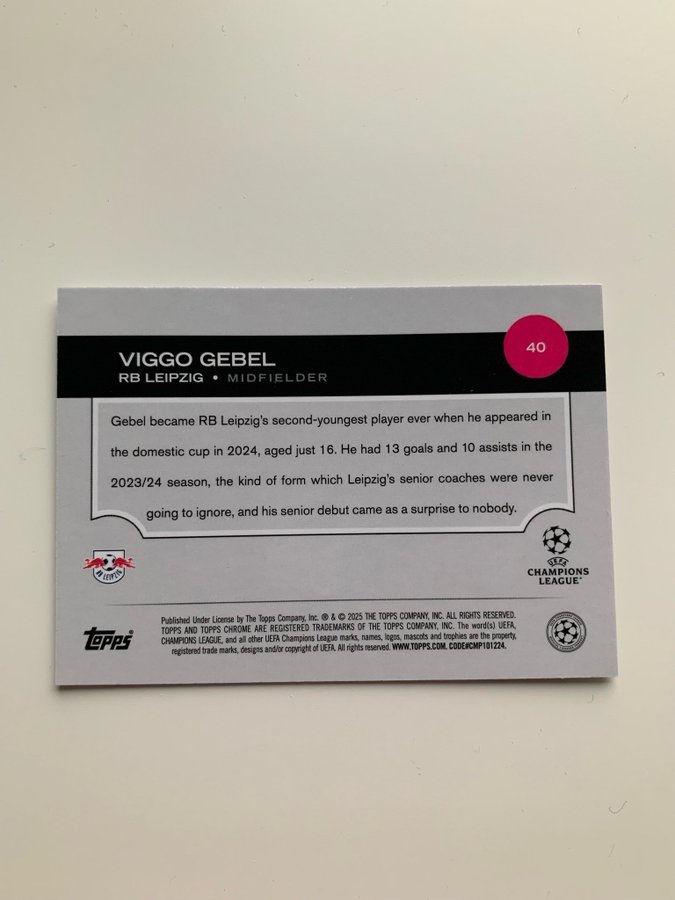 40
VIGGO GEBEL
RB LEIPZIG • MIDFIELDER
Gebel became RB Leipzig's second-youngest player ever when he appeared in
the domestic cup in 2024, aged just 16. He had 13 goals and 10 assists in the
2023/24 season, the kind of form which Leipzig's senior coaches were never
going to ignore, and his senior debut came as a surprise to nobody.
RB LEIPZIG
UEFA
CHAMPIONS
LEAGUE®
topps®
Published Under License by The Topps Company, Inc. ® & © 2025 THE TOPPS COMPANY, INC. ALL RIGHTS RESERVED.
TOPPS AND TOPPS CHROME ARE REGISTERED TRADEMARKS OF THE TOPPS COMPANY, INC. The word(s) UEFA,
CHAMPIONS LEAGUE, and all other UEFA Champions League marks, names, logos, mascots and trophies are the property,
registered trade marks, designs and/or copyright of UEFA. All rights reserved. WWW.TOPPS.COM. CODE#CMP101224.